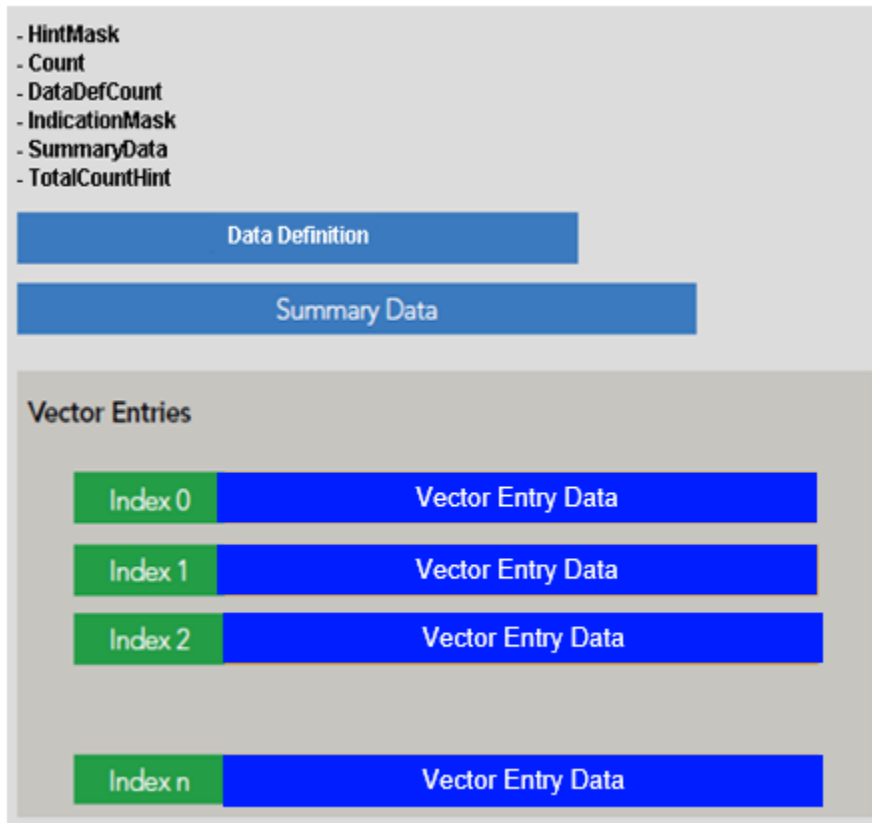 - HintMask
- Count
- DataDefCount
- IndicationMask
- SummaryData
- TotalCountHint
Data Definition
Summary Data
Vector Entries
Index 0 Vector Entry Data
Index 1 Vector Entry Data
Index 2 Vector Entry Data
Index n Vector Entry Data